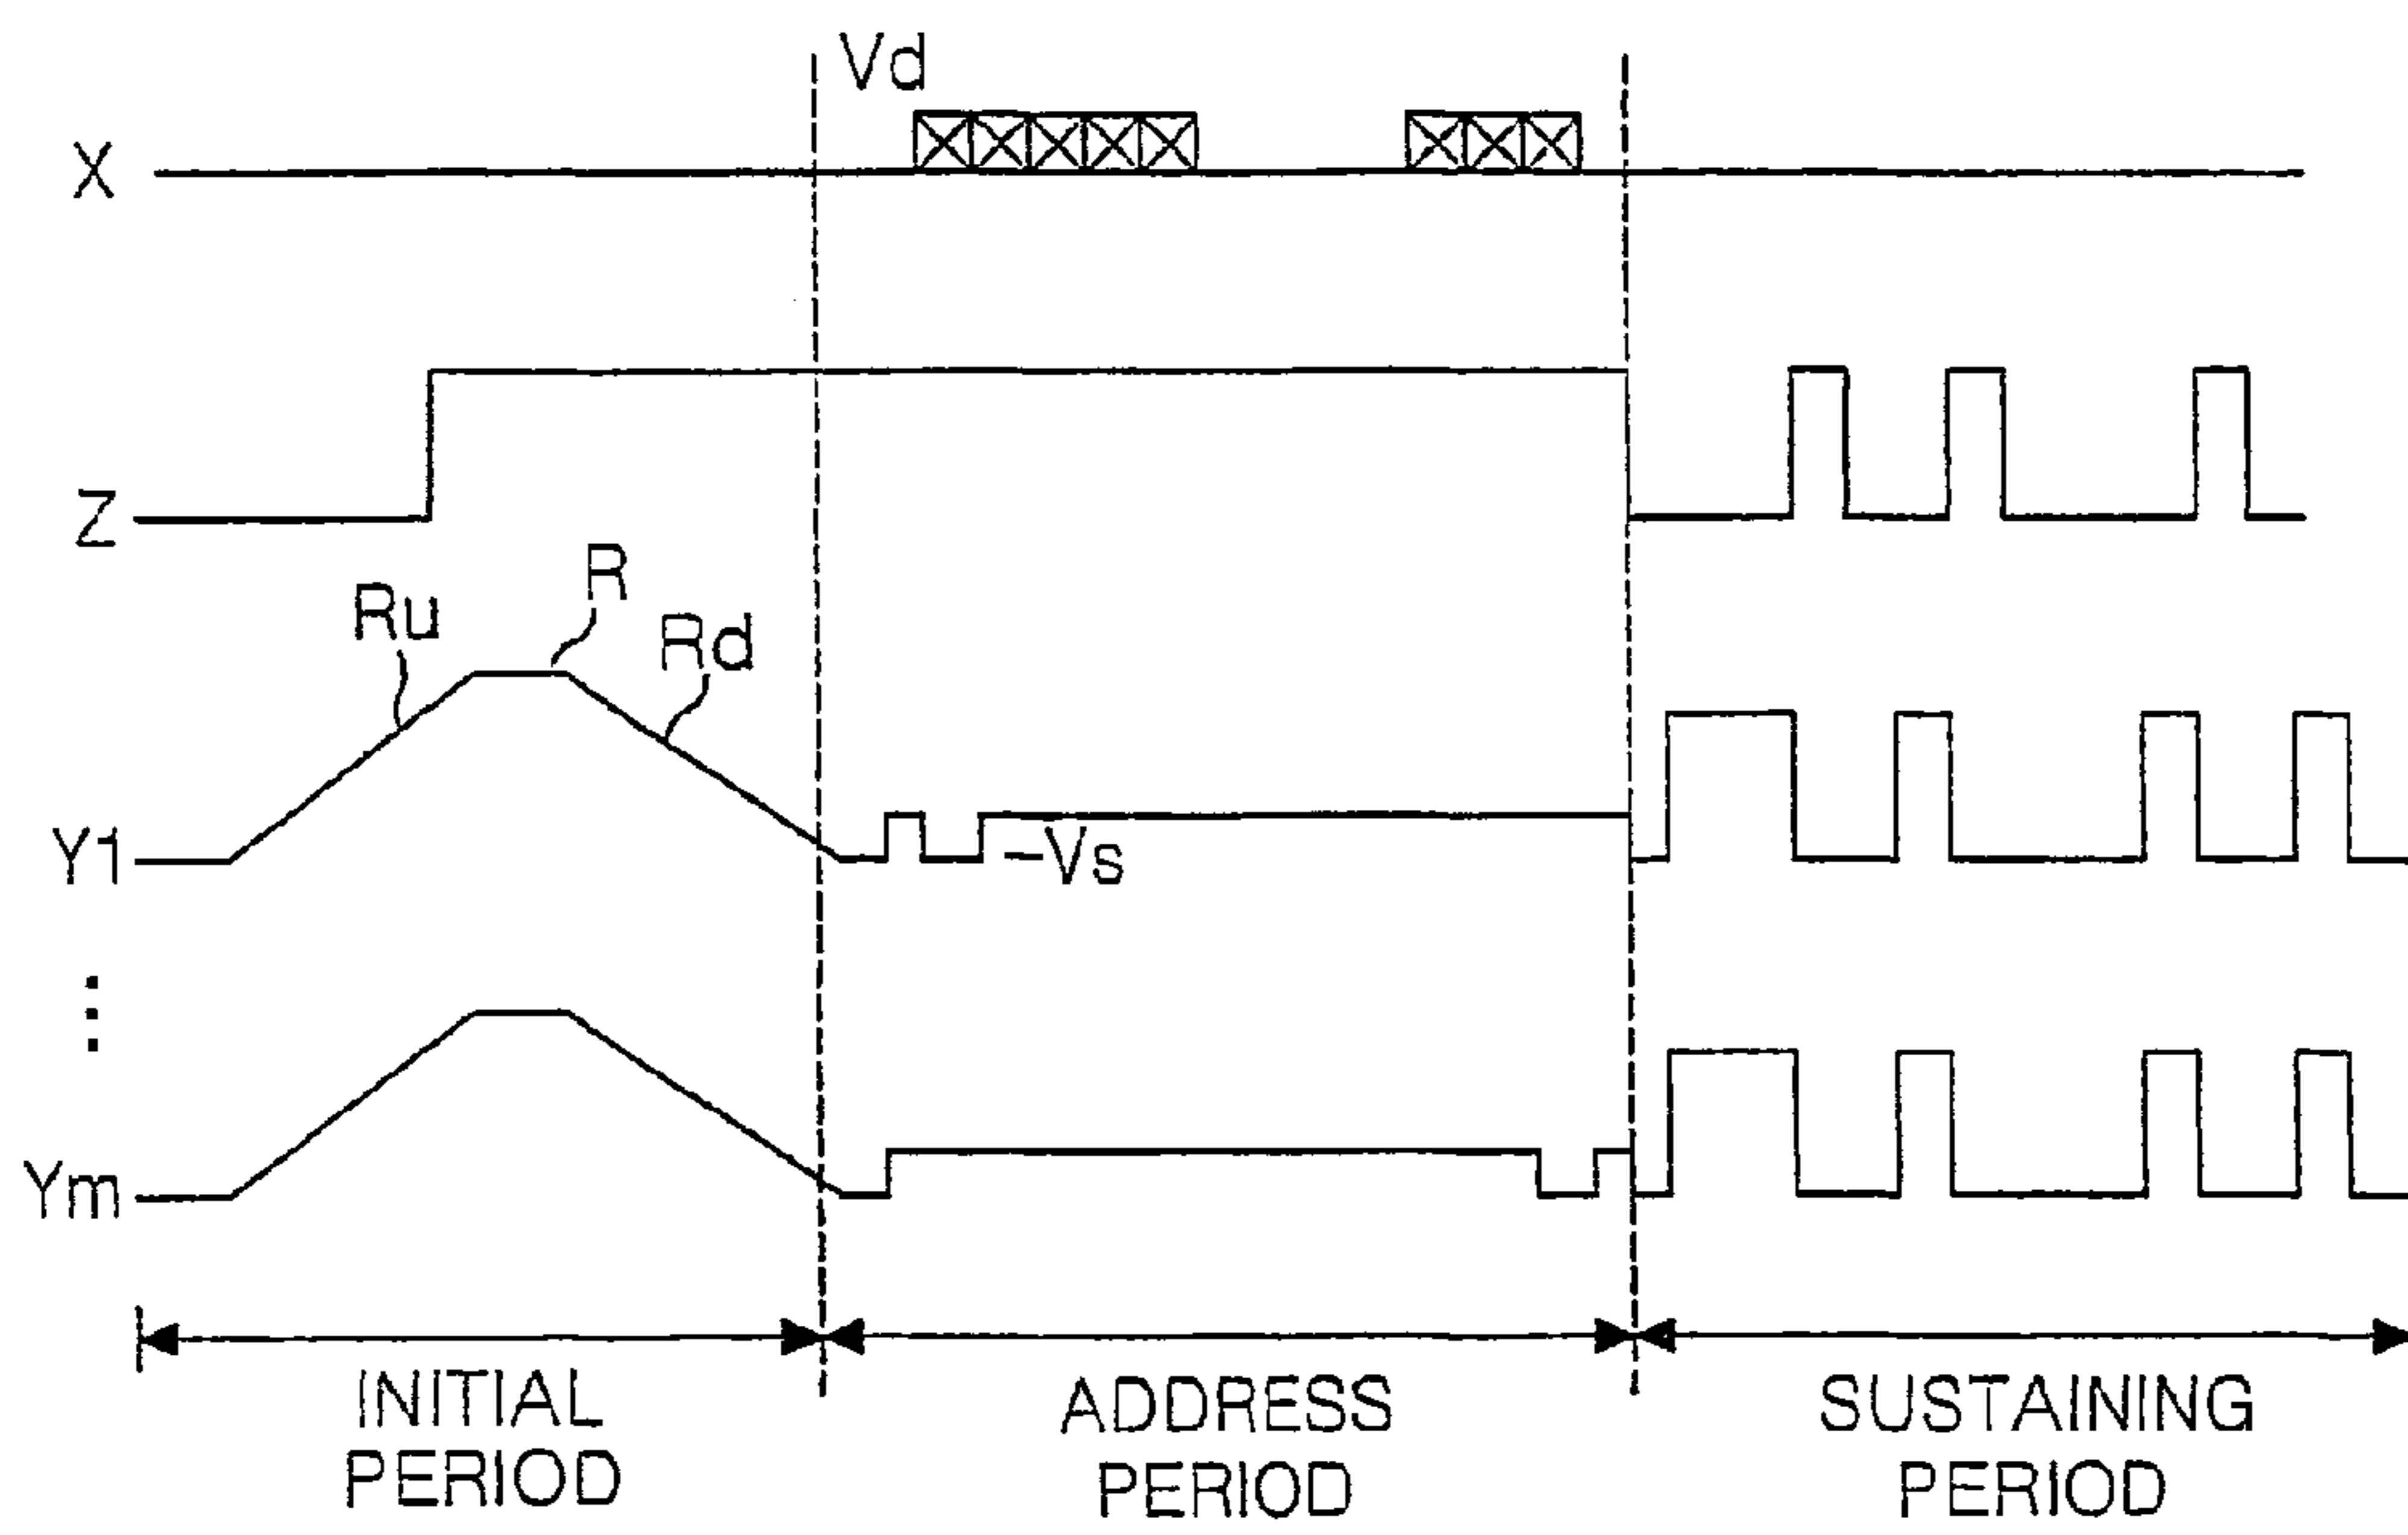 Vd
X
Z
R
Ru
Rd
Y1
-Vs
Ym
INITIAL
PERIOD
ADDRESS
PERIOD
SUSTAINING
PERIOD